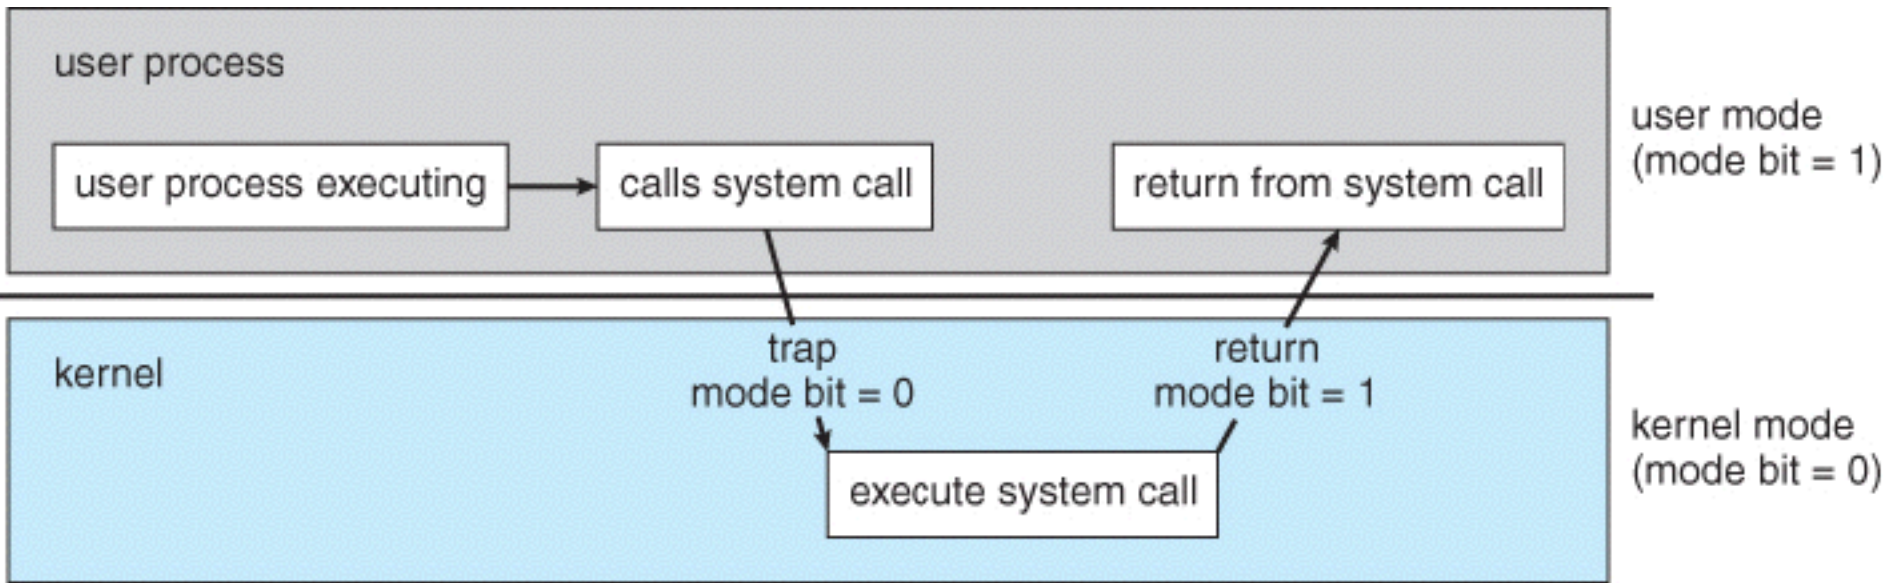 user process
user process executing
calls system call
return from system call
user mode
(mode bit = 1)
kernel
trap
mode bit = 0
return
mode bit = 1
execute system call
kernel mode
(mode bit = 0)